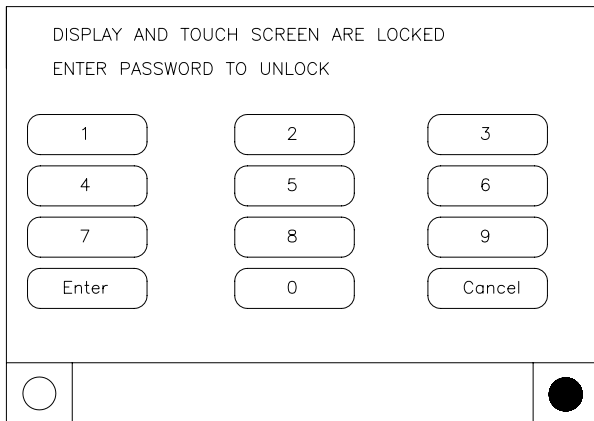 DISPLAY AND TOUCH SCREEN ARE LOCKED
ENTER PASSWORD TO UNLOCK
1 2 3
4 5 6
7 8 9
Enter 0 Cancel